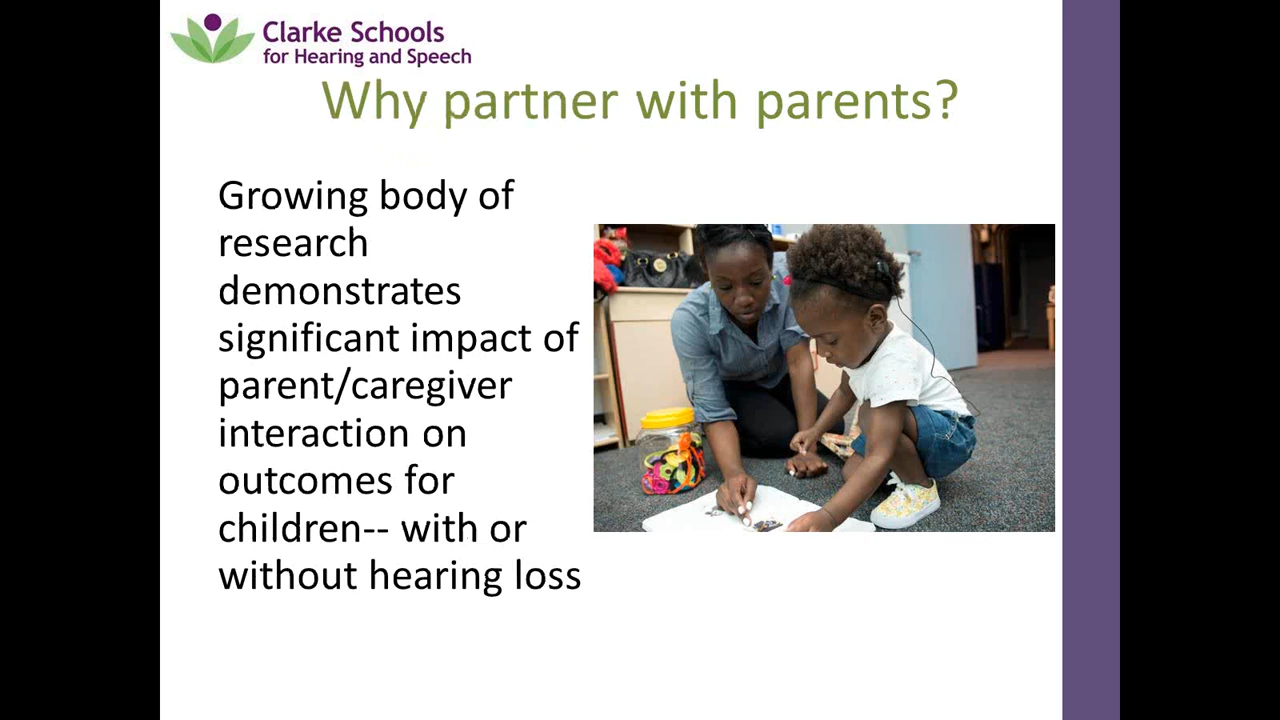 Clarke Schools
for Hearing and Speech
Why partner with parents?
Growing body of
research
demonstrates
significant impact of
parent/caregiver
interaction on
outcomes for
children-- with or
without hearing loss